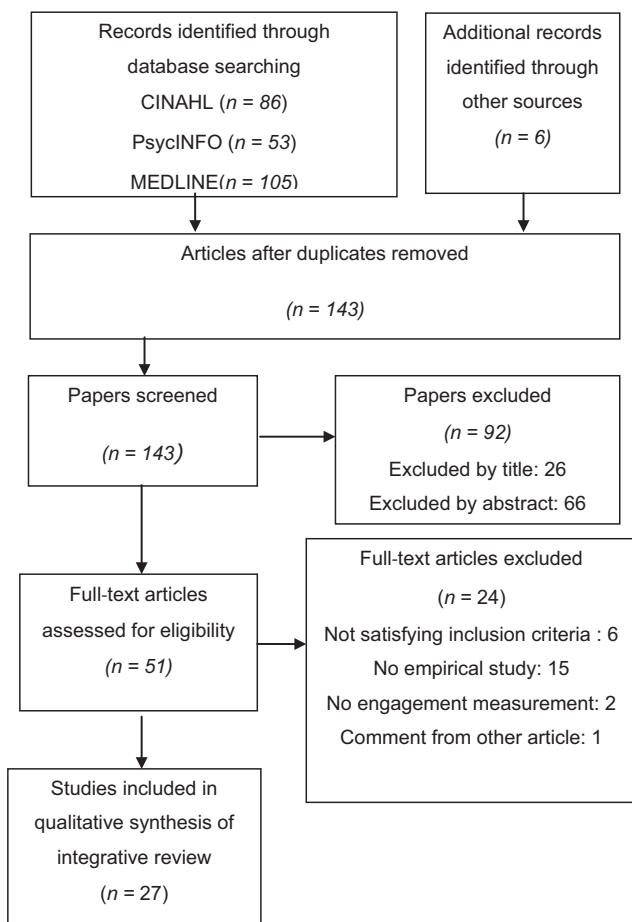 Records identified through
database searching
CINAHL (n = 86)
PsycINFO (n = 53)
MEDLINE(n = 105)
Additional records
identified through
other sources
(n = 6)
Articles after duplicates removed
(n = 143)
Papers screened
(n = 143)
Papers excluded
(n = 92)
Excluded by title: 26
Excluded by abstract: 66
Full-text articles
assessed for eligibility
(n = 51)
Full-text articles excluded
(n = 24)
Not satisfying inclusion criteria : 6
No empirical study: 15
No engagement measurement: 2
Comment from other article: 1
Studies included in
qualitative synthesis of
integrative review
(n = 27)